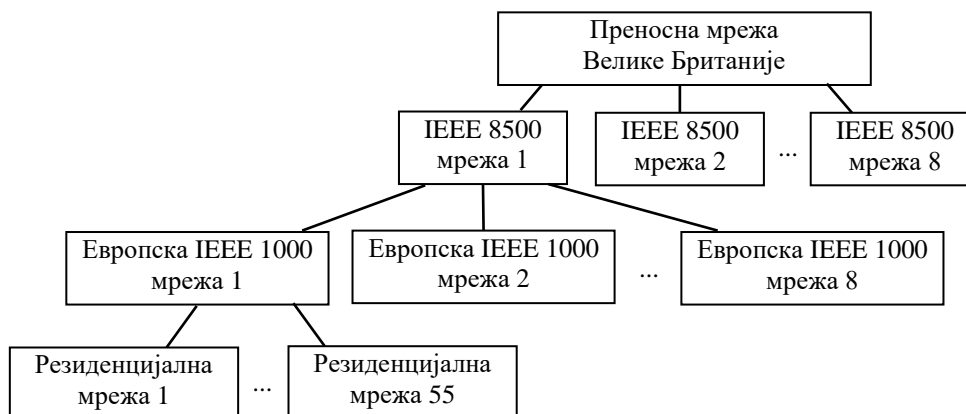 Преносна мрежа
Велике Британије
IEEE 8500
мрежа 1
IEEE 8500
мрежа 2
...
IEEE 8500
мрежа 8
Европска IEEE 1000
мрежа 1
Европска IEEE 1000
мрежа 2
...
Европска IEEE 1000
мрежа 8
Резиденцијална
мрежа 1
...
Резиденцијална
мрежа 55